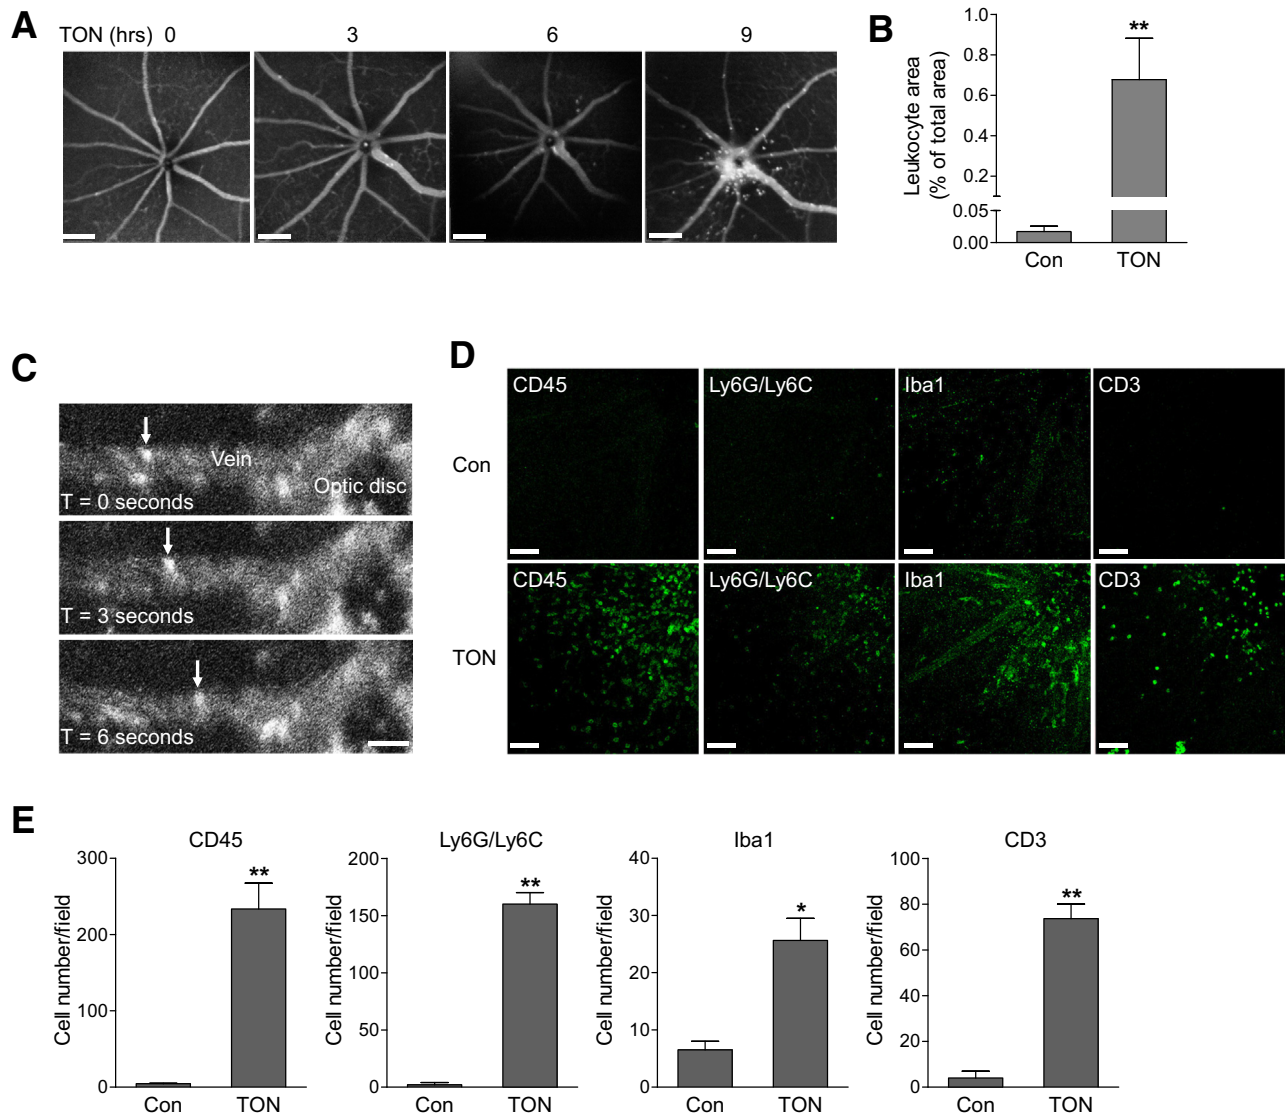 A
TON (hrs) 0 3 6 9
B
Leukocyte area
(% of total area)
1.0
0.8
0.6
0.4
0.2
0.05
0.00
**
Con TON
C
Vein
Optic disc
T = 0 seconds
T = 3 seconds
T = 6 seconds
D
CD45 Ly6G/Ly6C Iba1 CD3
Con
CD45 Ly6G/Ly6C Iba1 CD3
TON
E
CD45
Cell number/field
300
200
100
0
**
Con TON
Ly6G/Ly6C
Cell number/field
200
150
100
50
0
**
Con TON
Iba1
Cell number/field
40
30
20
10
0
*
Con TON
CD3
Cell number/field
100
80
60
40
20
0
**
Con TON